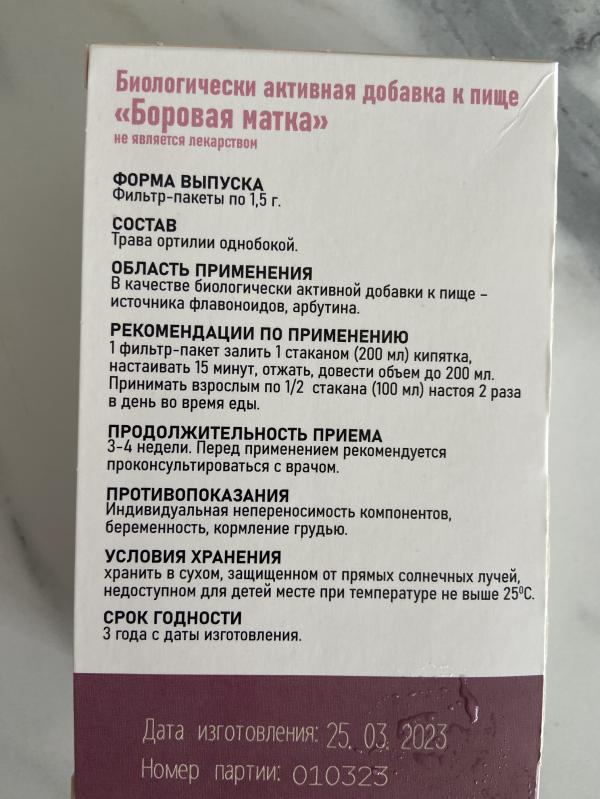 Биологически активная добавка к пище
«Боровая матка»
не является лекарством
ФОРМА ВЫПУСКА
Фильтр-пакеты по 1,5 г.
СОСТАВ
Трава ортилии однобокой.
ОБЛАСТЬ ПРИМЕНЕНИЯ
В качестве биологически активной добавки к пище –
источника флавоноидов, арбутина.
РЕКОМЕНДАЦИИ ПО ПРИМЕНЕНИЮ
1 фильтр-пакет залить 1 стаканом (200 мл) кипятка,
настаивать 15 минут, отжать, довести объем до 200 мл.
Принимать взрослым по 1/2 стакана (100 мл) настоя 2 раза
в день во время еды.
ПРОДОЛЖИТЕЛЬНОСТЬ ПРИЕМА
3-4 недели. Перед применением рекомендуется
проконсультироваться с врачом.
ПРОТИВОПОКАЗАНИЯ
Индивидуальная непереносимость компонентов,
беременность, кормление грудью.
УСЛОВИЯ ХРАНЕНИЯ
хранить в сухом, защищенном от прямых солнечных лучей,
недоступном для детей месте при температуре не выше 25⁰С.
СРОК ГОДНОСТИ
3 года с даты изготовления.
Дата изготовления: 25. 03. 2023
Номер партии: 010323